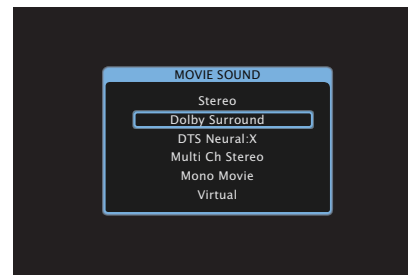 MOVIE SOUND
Stereo
Dolby Surround
DTS Neural:X
Multi Ch Stereo
Mono Movie
Virtual